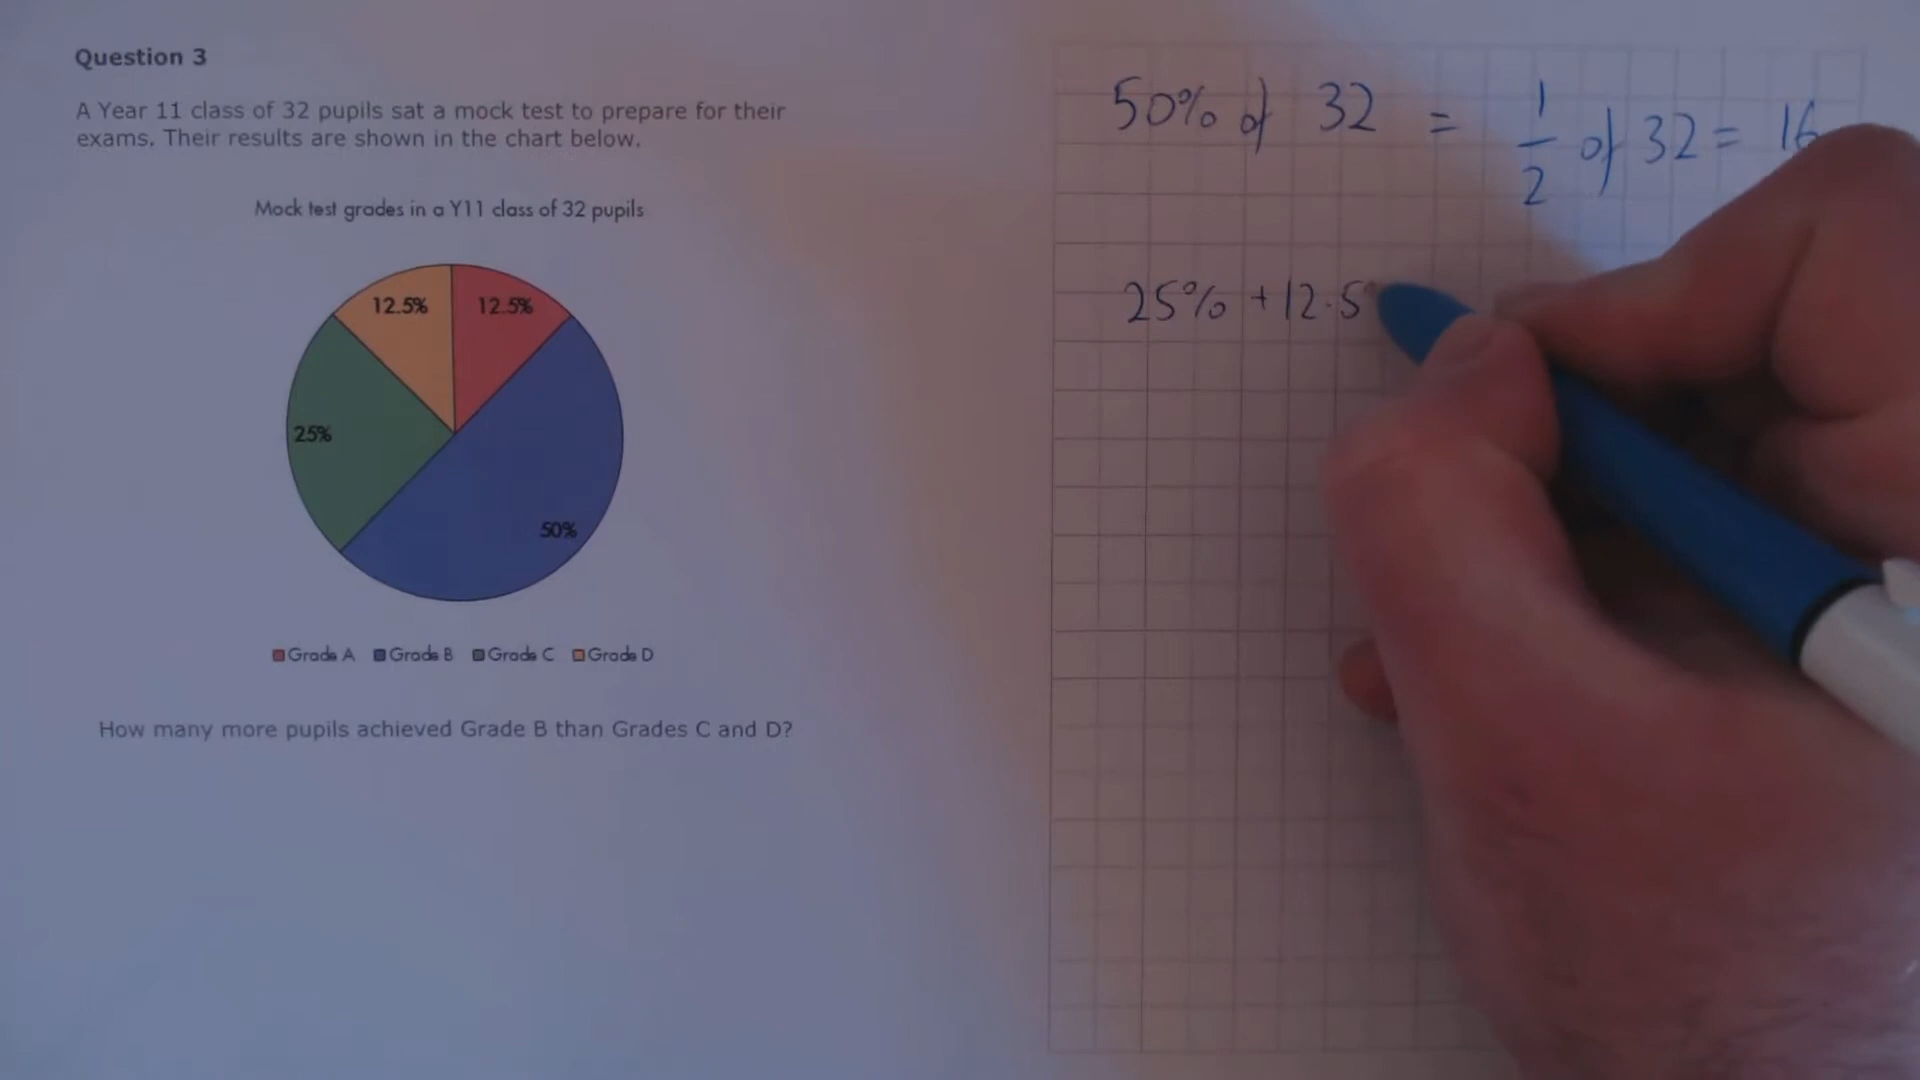 Question 3
A Year 11 class of 32 pupils sat a mock test to prepare for their
exams. Their results are shown in the chart below.
Mock test grades in a Y11 class of 32 pupils
12.5% 12.5%
25%
50%
Grade A Grade B Grade C Grade D
How many more pupils achieved Grade B than Grades C and D?
50% of 32 = 1/2 of 32 = 16
25% + 12.5